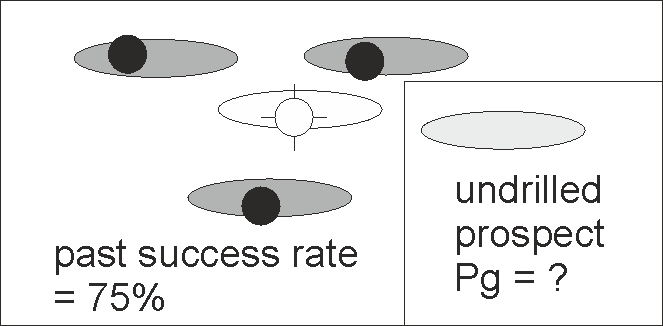 past success rate
= 75%
undrilled
prospect
Pg = ?